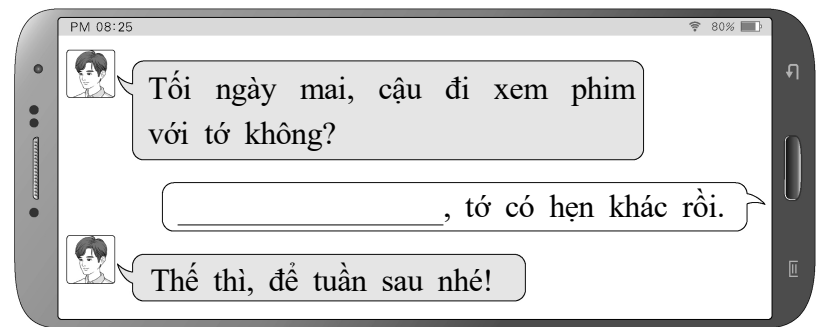 PM 08:25 80%
Tối ngày mai, cậu đi xem phim
với tớ không?
____________________, tớ có hẹn khác rồi.
Thế thì, để tuần sau nhé!